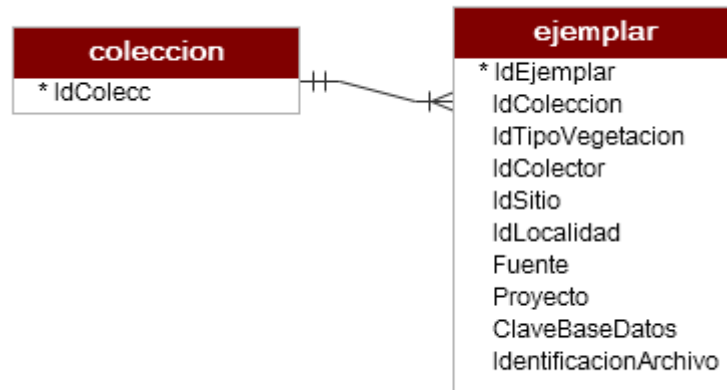 coleccion
* IdColecc
ejemplar
* IdEjemplar
IdColeccion
IdTipoVegetacion
IdColector
IdSitio
IdLocalidad
Fuente
Proyecto
ClaveBaseDatos
IdentificacionArchivo